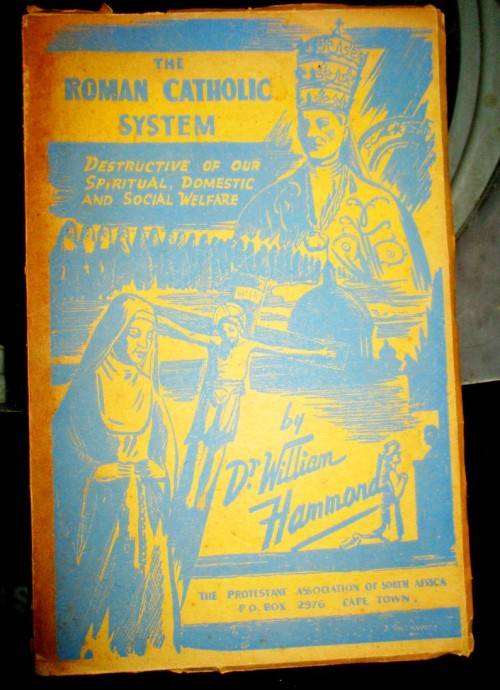 THE
ROMAN CATHOLIC
SYSTEM
DESTRUCTIVE OF OUR
SPIRITUAL, DOMESTIC
AND SOCIAL WELFARE
by
Dr. William
Hammond
THE PROTESTANT ASSOCIATION OF SOUTH AFRICA
P.O. BOX 2976 CAPE TOWN.